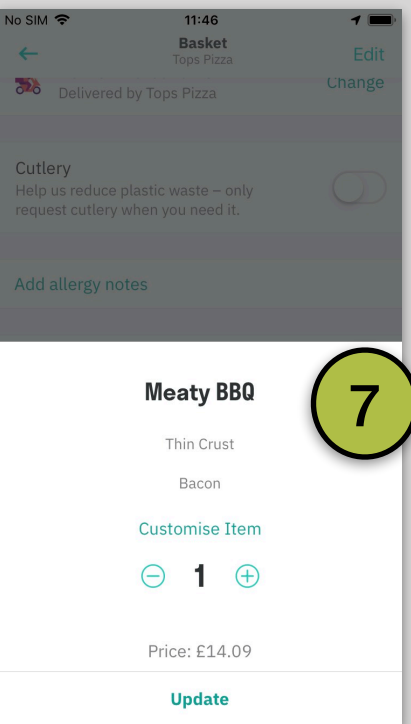 No SIM 11:46
Basket
Tops Pizza
Edit
Delivered by Tops Pizza
Change
Cutlery
Help us reduce plastic waste – only
request cutlery when you need it.
Add allergy notes
7
Meaty BBQ
Thin Crust
Bacon
Customise Item
1
Price: £14.09
Update